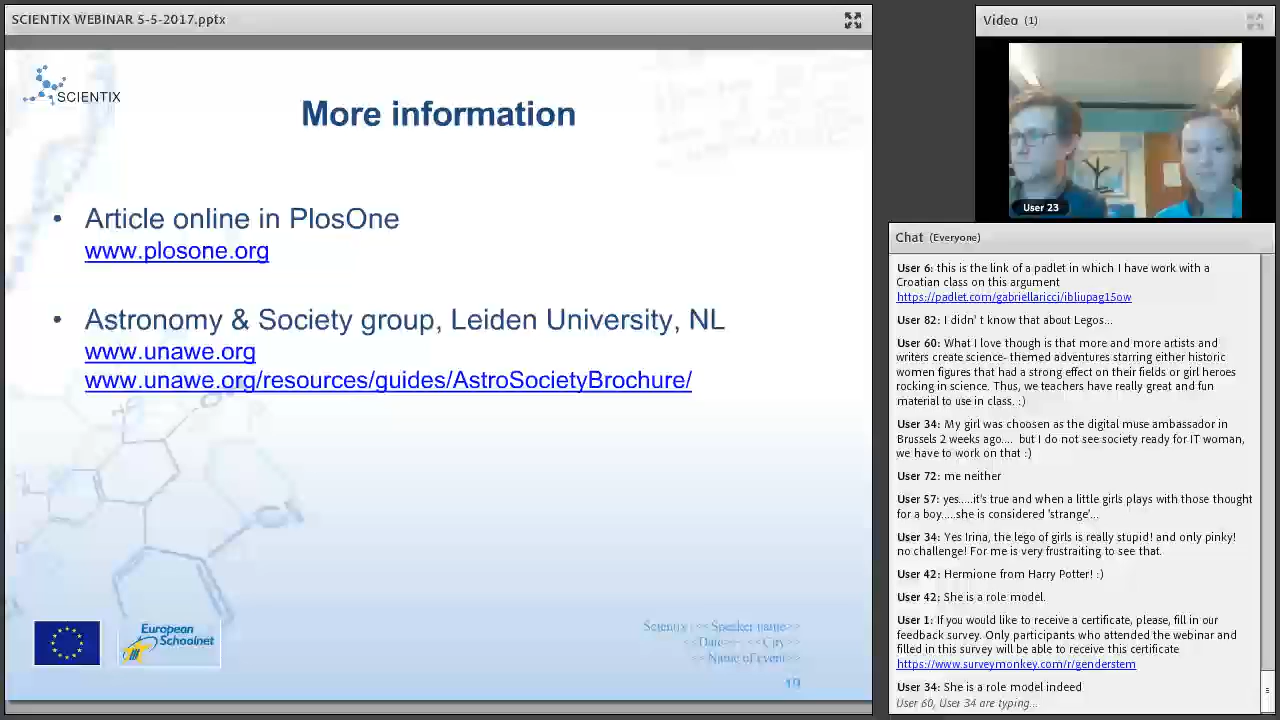 SCIENTIX WEBINAR 5-5-2017.pptx
SCIENTIX
More information
• Article online in PlosOne
www.plosone.org
• Astronomy & Society group, Leiden University, NL
www.unawe.org
www.unawe.org/resources/guides/AstroSocietyBrochure/
European
Schoolnet
Scientix : << Speaker name>>
<<Date>> - <<City>>
<<Name of Event>>
19
Video (1)
User 23
Chat (Everyone)
User 6: this is the link of a padlet in which I have work with a
Croatian class on this argument
https://padlet.com/gabriellaricci/ibliupag15ow
User 82: I didn' t know that about Legos...
User 60: What I love though is that more and more artists and
writers create science- themed adventures starring either historic
women figures that had a strong effect on their fields or girl heroes
rocking in science. Thus, we teachers have really great and fun
material to use in class. :)
User 34: My girl was choosen as the digital muse ambassador in
Brussels 2 weeks ago.... but I do not see society ready for IT woman,
we have to work on that :)
User 72: me neither
User 57: yes.....it's true and when a little girls plays with those thought
for a boy.....she is considered 'strange'...
User 34: Yes Irina, the lego of girls is really stupid! and only pinky!
no challenge! For me is very frustraiting to see that.
User 42: Hermione from Harry Potter! :)
User 42: She is a role model.
User 1: If you would like to receive a certificate, please, fill in our
feedback survey. Only participants who attended the webinar and
filled in this survey will be able to receive this certificate
https://www.surveymonkey.com/r/genderstem
User 34: She is a role model indeed
User 60, User 34 are typing...